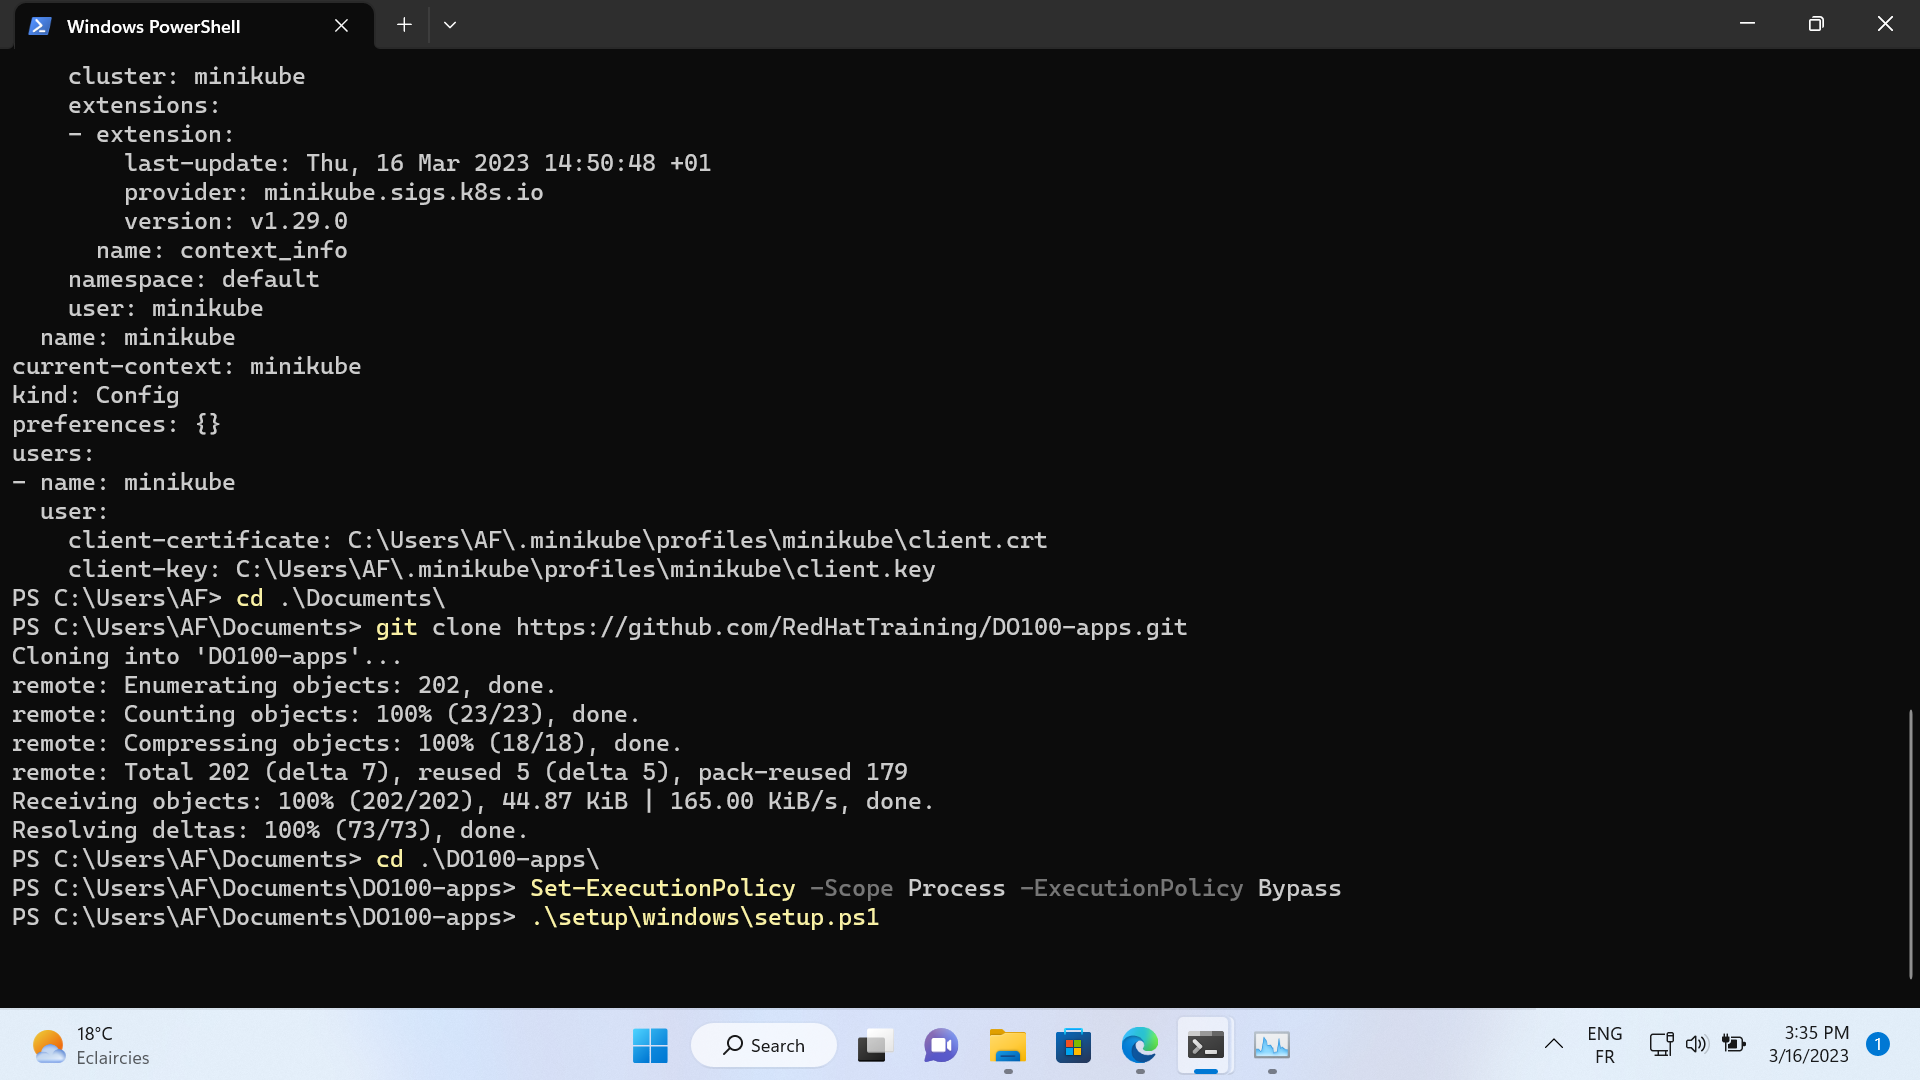 Windows PowerShell
    cluster: minikube
    extensions:
    - extension:
        last-update: Thu, 16 Mar 2023 14:50:48 +01
        provider: minikube.sigs.k8s.io
        version: v1.29.0
      name: context_info
    namespace: default
    user: minikube
  name: minikube
current-context: minikube
kind: Config
preferences: {}
users:
- name: minikube
  user:
    client-certificate: C:\Users\AF\.minikube\profiles\minikube\client.crt
    client-key: C:\Users\AF\.minikube\profiles\minikube\client.key
PS C:\Users\AF> cd .\Documents\
PS C:\Users\AF\Documents> git clone https://github.com/RedHatTraining/DO100-apps.git
Cloning into 'DO100-apps'...
remote: Enumerating objects: 202, done.
remote: Counting objects: 100% (23/23), done.
remote: Compressing objects: 100% (18/18), done.
remote: Total 202 (delta 7), reused 5 (delta 5), pack-reused 179
Receiving objects: 100% (202/202), 44.87 KiB | 165.00 KiB/s, done.
Resolving deltas: 100% (73/73), done.
PS C:\Users\AF\Documents> cd .\DO100-apps\
PS C:\Users\AF\Documents\DO100-apps> Set-ExecutionPolicy -Scope Process -ExecutionPolicy Bypass
PS C:\Users\AF\Documents\DO100-apps> .\setup\windows\setup.ps1
18°C
Eclaircies
Search
ENG
FR
3:35 PM
3/16/2023
1